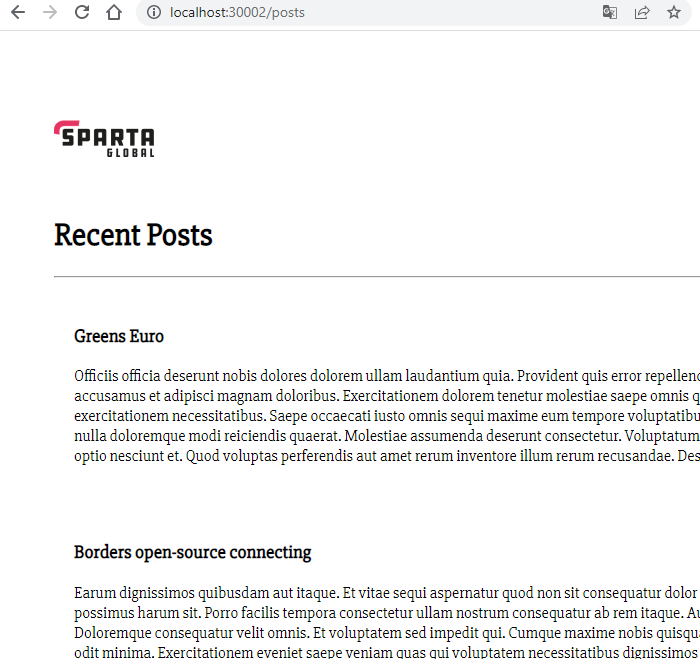 localhost:30002/posts
SPARTA
GLOBAL
Recent Posts
Greens Euro
Officiis officia deserunt nobis dolores dolorem ullam laudantium quia. Provident quis error
accusamus et adipisci magnam doloribus. Exercitationem dolorem tenetur molestiae saepe omnis
exercitationem necessitatibus. Saepe occaecati iusto omnis sequi maxime eum tempore
nulla doloremque modi reiciendis quaerat. Molestiae assumenda deserunt consectetur. Voluptatum
optio nesciunt et. Quod voluptas perferendis aut amet rerum inventore illum rerum recusandae. Des
Borders open-source connecting
Earum dignissimos quibusdam aut itaque. Et vitae sequi aspernatur quod non sit consequatur dolor
possimus harum sit. Porro facilis tempora consectetur ullam nostrum consequatur ab rem itaque.
Doloremque consequatur velit omnis. Et voluptatem sed impedit qui. Cumque maxime nobis
odit minima. Exercitationem eveniet saepe veniam quas qui voluptatem necessitatibus dignissimos